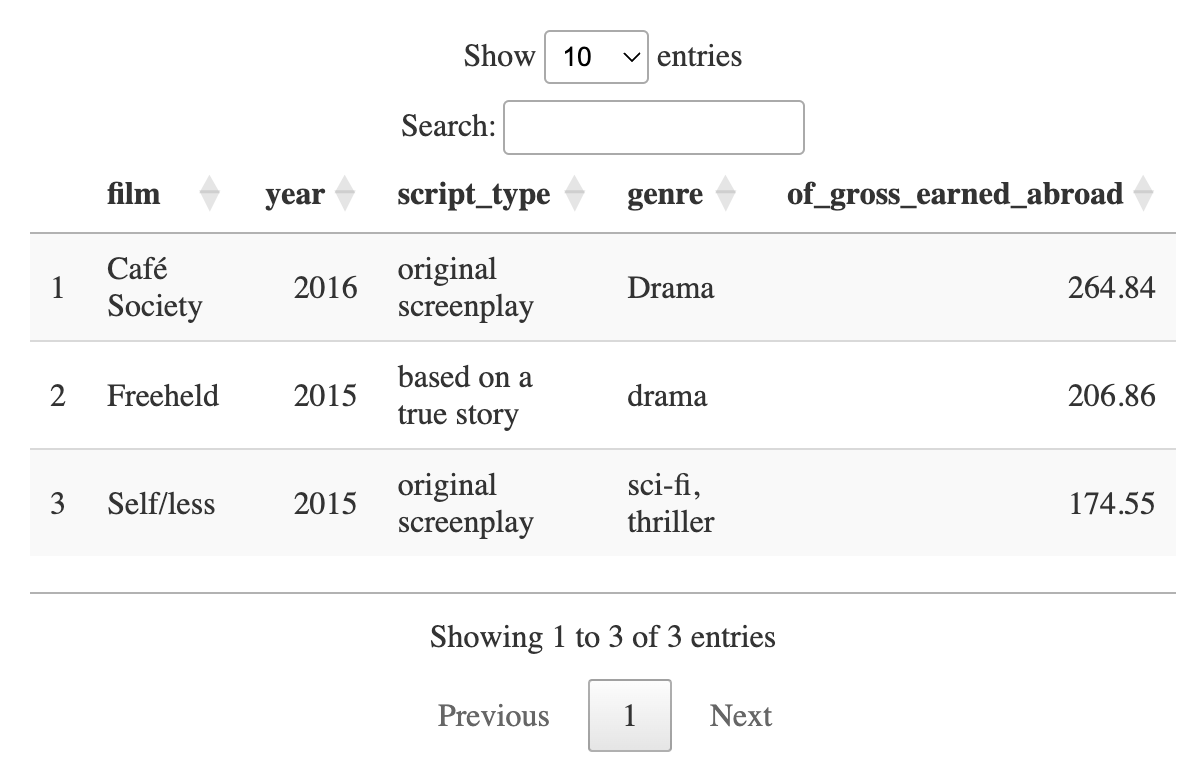 Show 10 entries
Search:
film year script_type genre of_gross_earned_abroad
1 Café Society 2016 original screenplay Drama 264.84
2 Freeheld 2015 based on a true story drama 206.86
3 Self/less 2015 original screenplay sci-fi, thriller 174.55
Showing 1 to 3 of 3 entries
Previous 1 Next